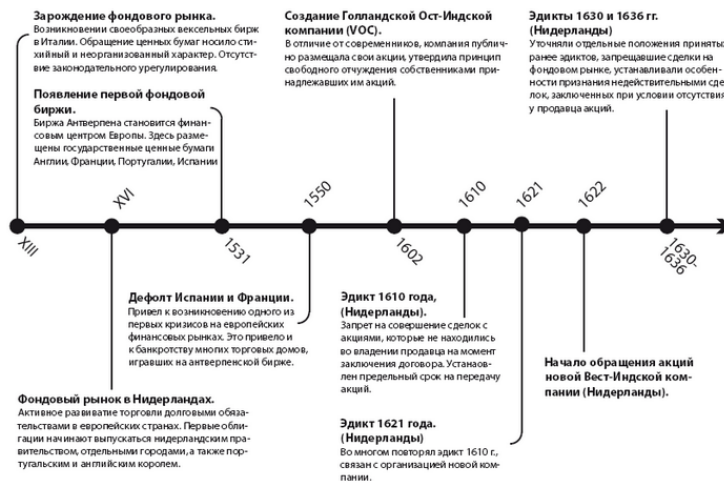 Зарождение фондового рынка.
Возникновении своеобразных вексельных бирж
в Италии. Обращение ценных бумаг носило сти-
хийный и неорганизованный характер. Отсутс-
твие законодательного урегулирования.
Появление первой фондовой
биржи.
Биржа Антверпена становится финан-
совым центром Европы. Здесь разме-
щены государственные ценные бумаги
Англии, Франции, Португалии, Испании
Создание Голландской Ост-Индской
компании (VOC).
В отличие от современников, компания публич-
но размещала свои акции, утвердила принцип
свободного отчуждения собственниками при-
надлежавших им акций.
Эдикты 1630 и 1636 гг.
(Нидерланды)
Уточняли отдельные положения принятых
ранее эдиктов, запрещавшие сделки на
фондовом рынке, устанавливали особен-
ности признания недействительными сде-
лок, заключенных при условии отсутствия
у продавца акций.
XIII
XVI
1531
1550
1602
1610
1621
1622
1630-
1636
Дефолт Испании и Франции.
Привел к возникновению одного из
первых кризисов на европейских
финансовых рынках. Это привело и
к банкротству многих торговых домов,
игравших на антверпенской бирже.
Фондовый рынок в Нидерландах.
Активное развитие торговли долговыми обяза-
тельствами в европейских странах. Первые обли-
гации начинают выпускаться нидерландским пра-
вительством, отдельными городами, а также пор-
тугальским и английским королем.
Эдикт 1610 года,
(Нидерланды).
Запрет на совершение сделок с
акциями, которые не находились
во владении продавца на момент
заключения договора. Установ-
лен предельный срок на передачу
акций.
Эдикт 1621 года.
(Нидерланды)
Во многом повторял эдикт 1610 г.,
связан с организацией новой ком-
пании.
Начало обращения акций
новой Вест-Индской ком-
пании (Нидерланды).